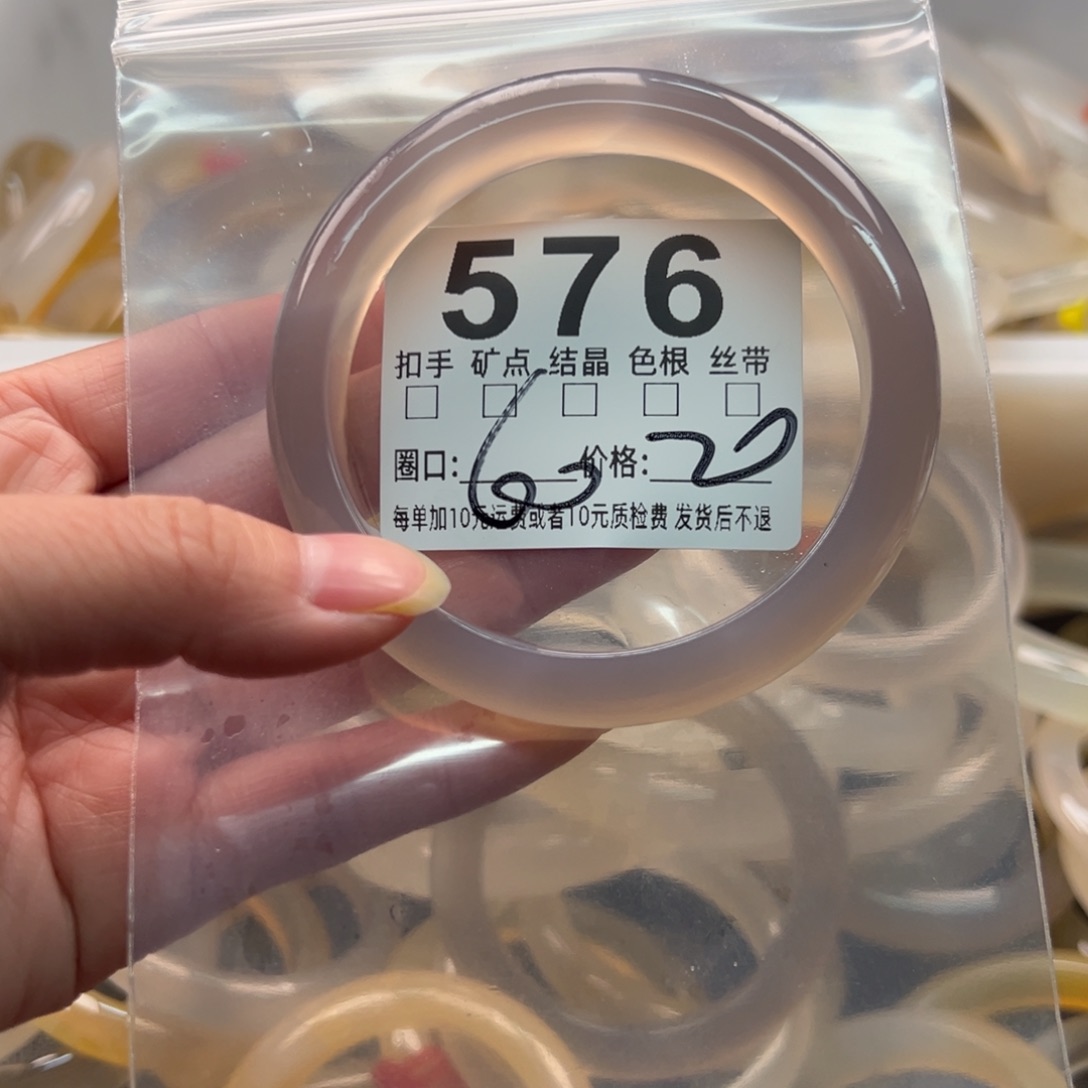 576
扣手 矿点 结晶 色根 丝带
圈口: 60 价格: 20
每单加10元运费或者10元质检费 发货后不退